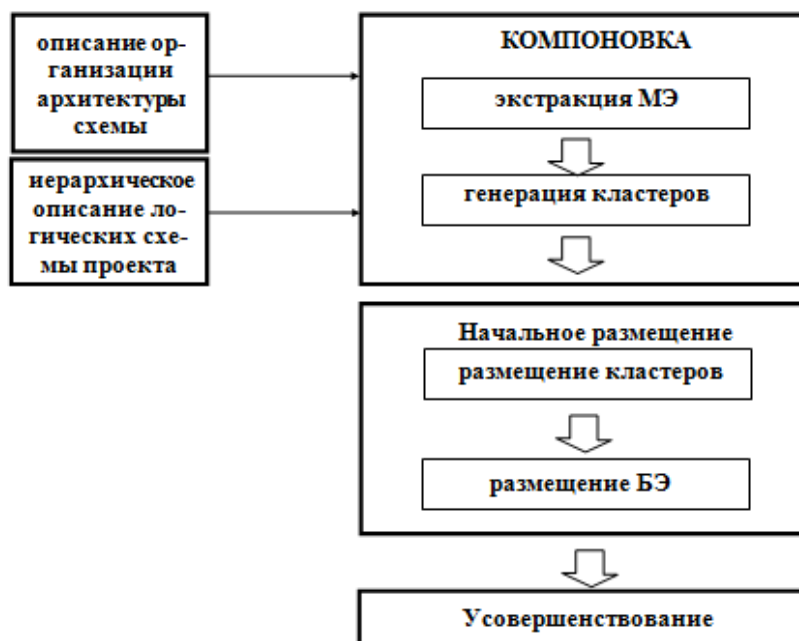 описание ор-
ганизации
архитектуры
схемы
иерархическое
описание ло-
гических схе-
мы проекта
КОМПОНОВКА
экстракция МЭ
генерация кластеров
Начальное размещение
размещение кластеров
размещение БЭ
Усовершенствование